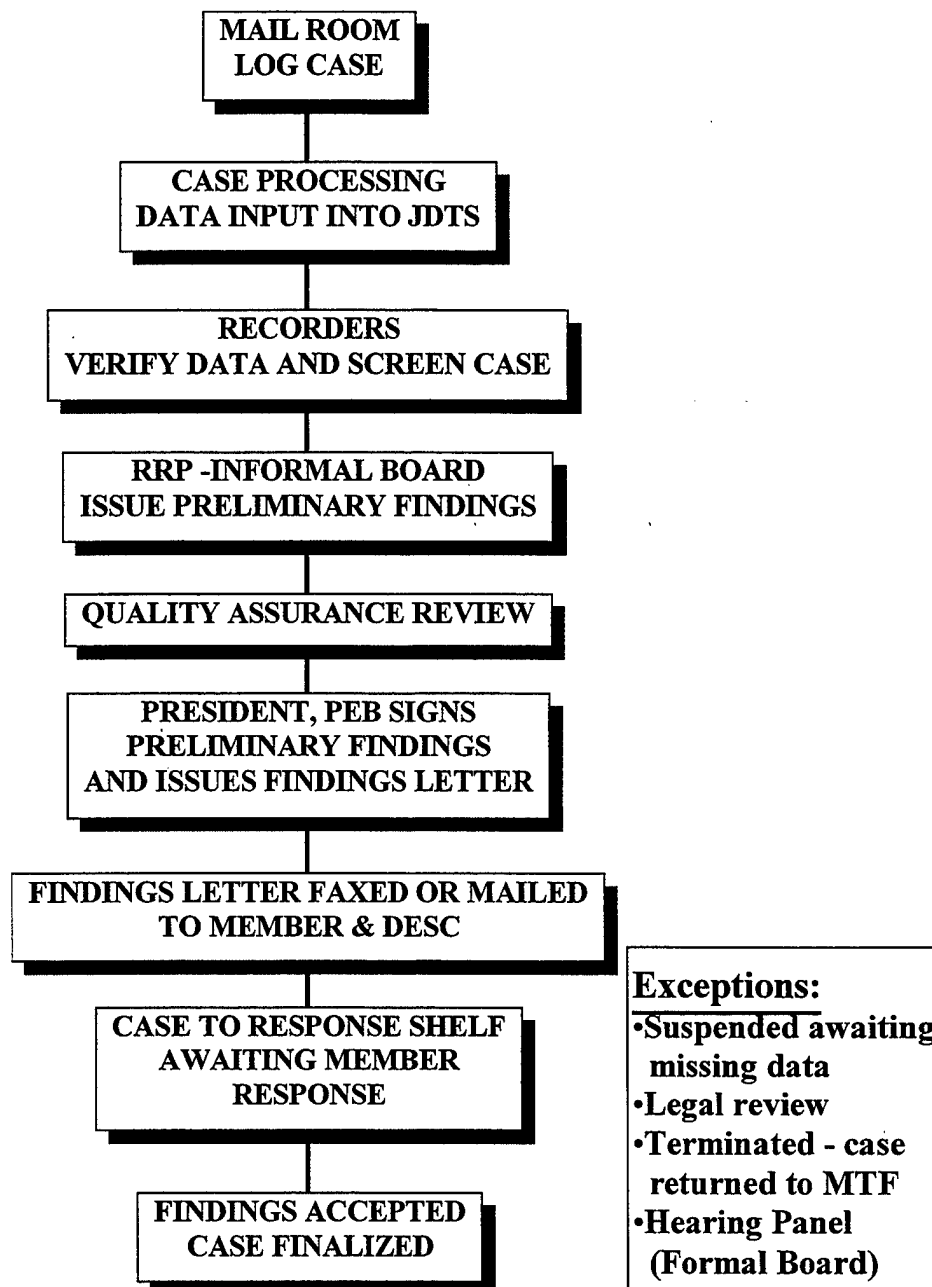 MAIL ROOM
LOG CASE
CASE PROCESSING
DATA INPUT INTO JDTS
RECORDERS
VERIFY DATA AND SCREEN CASE
RRP -INFORMAL BOARD
ISSUE PRELIMINARY FINDINGS
QUALITY ASSURANCE REVIEW
PRESIDENT, PEB SIGNS
PRELIMINARY FINDINGS
AND ISSUES FINDINGS LETTER
FINDINGS LETTER FAXED OR MAILED
TO MEMBER & DESC
CASE TO RESPONSE SHELF
AWAITING MEMBER
RESPONSE
FINDINGS ACCEPTED
CASE FINALIZED
Exceptions:
•Suspended awaiting
missing data
•Legal review
•Terminated - case
returned to MTF
•Hearing Panel
(Formal Board)